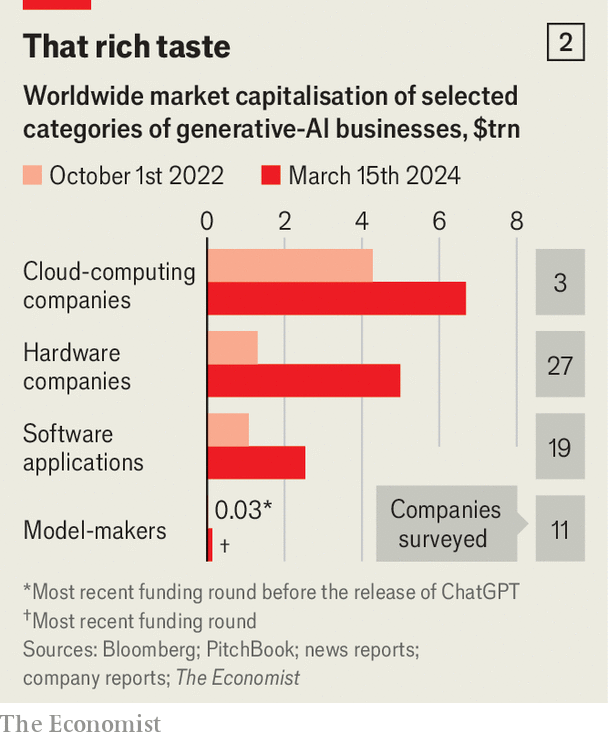 That rich taste
2
Worldwide market capitalisation of selected
categories of generative-AI businesses, $trn
October 1st 2022
March 15th 2024
0 2 4 6 8
Cloud-computing
companies
3
Hardware
companies
27
Software
applications
19
Model-makers
0.03*
†
Companies
surveyed
11
*Most recent funding round before the release of ChatGPT
†Most recent funding round
Sources: Bloomberg; PitchBook; news reports;
company reports; The Economist
The Economist